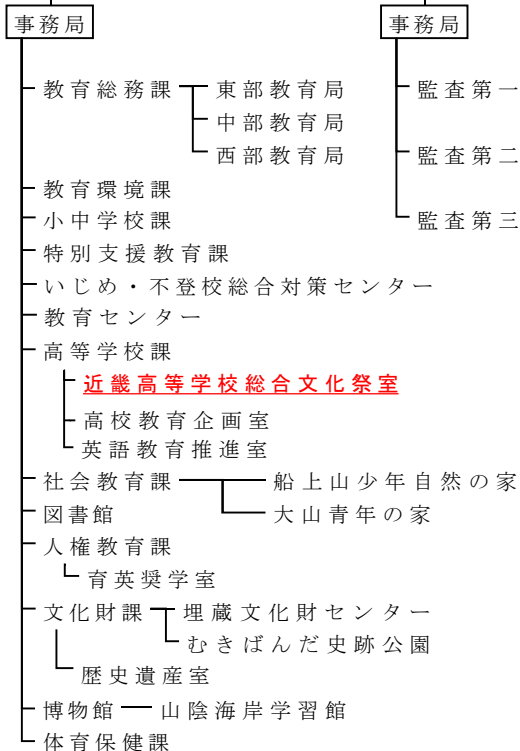 事務局
教育総務課 東部教育局
中部教育局
西部教育局
教育環境課
小中学校課
特別支援教育課
いじめ・不登校総合対策センター
教育センター
高等学校課
近畿高等学校総合文化祭室
高校教育企画室
英語教育推進室
社会教育課 船上山少年自然の家
図書館 大山青年の家
人権教育課
育英奨学室
文化財課 埋蔵文化財センター
むきばんだ史跡公園
歴史遺産室
博物館 山陰海岸学習館
体育保健課
事務局
監査第一
監査第二
監査第三